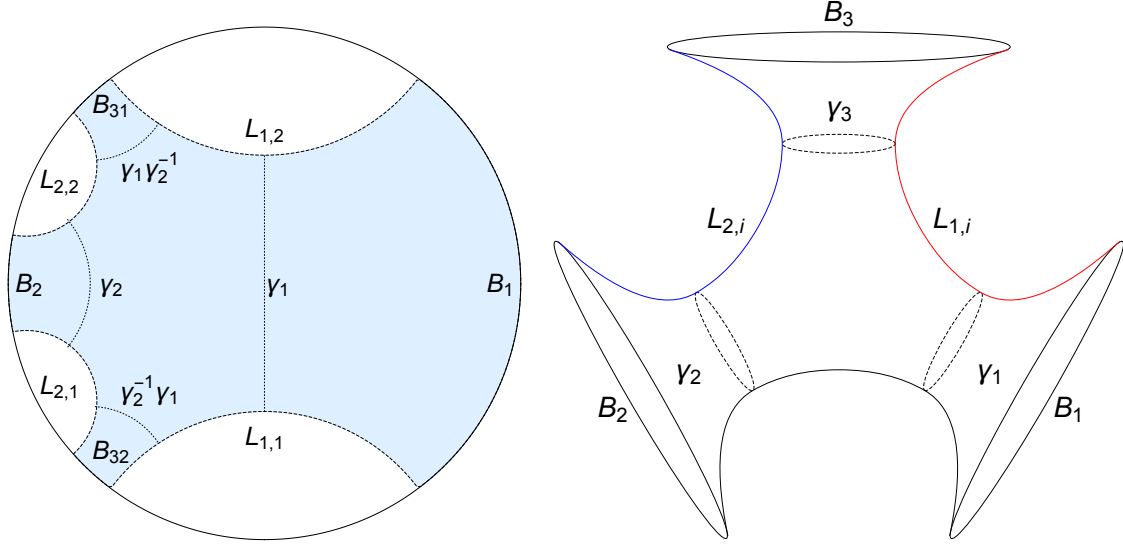 B₃₁
L₁,₂
L₂,₂
γ₁γ₂⁻¹
B₂
γ₂
γ₁
B₁
L₂,₁
γ₂⁻¹γ₁
L₁,₁
B₃₂
B₃
γ₃
L₂,ᵢ
L₁,ᵢ
γ₂
γ₁
B₂
B₁